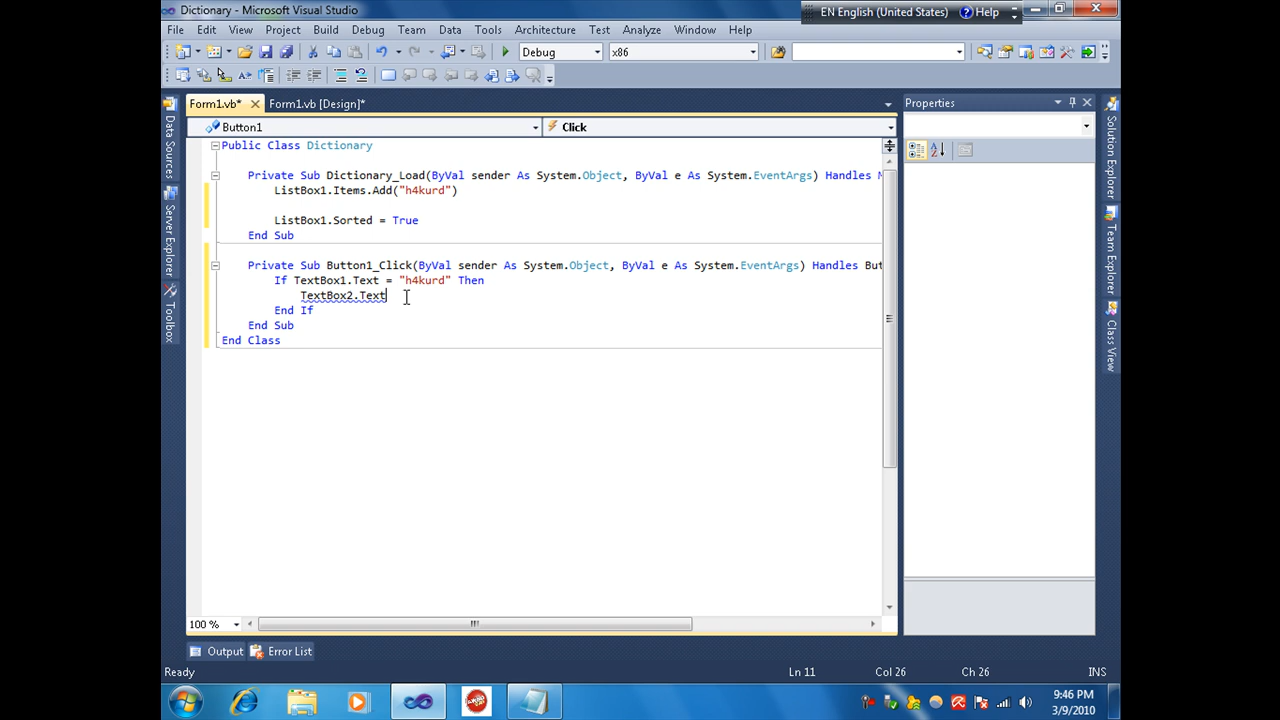 Dictionary - Microsoft Visual Studio
EN English (United States)
Help
File Edit View Project Build Debug Team Data Tools Architecture Test Analyze Window Help
Debug
x86
Form1.vb*
Form1.vb [Design]*
Properties
Button1
Click
Public Class Dictionary
Private Sub Dictionary_Load(ByVal sender As System.Object, ByVal e As System.EventArgs) Handles
ListBox1.Items.Add("h4kurd")
ListBox1.Sorted = True
End Sub
Private Sub Button1_Click(ByVal sender As System.Object, ByVal e As System.EventArgs) Handles But
If TextBox1.Text = "h4kurd" Then
TextBox2.Text
End If
End Sub
End Class
Data Sources
Server Explorer
Toolbox
Solution Explorer
Team Explorer
Class View
100 %
Output
Error List
Ready
Ln 11
Col 26
Ch 26
INS
9:46 PM
3/9/2010